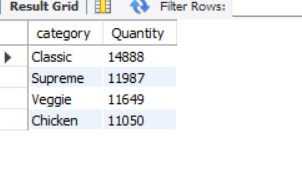 Result Grid Filter Rows:
category Quantity
Classic 14888
Supreme 11987
Veggie 11649
Chicken 11050